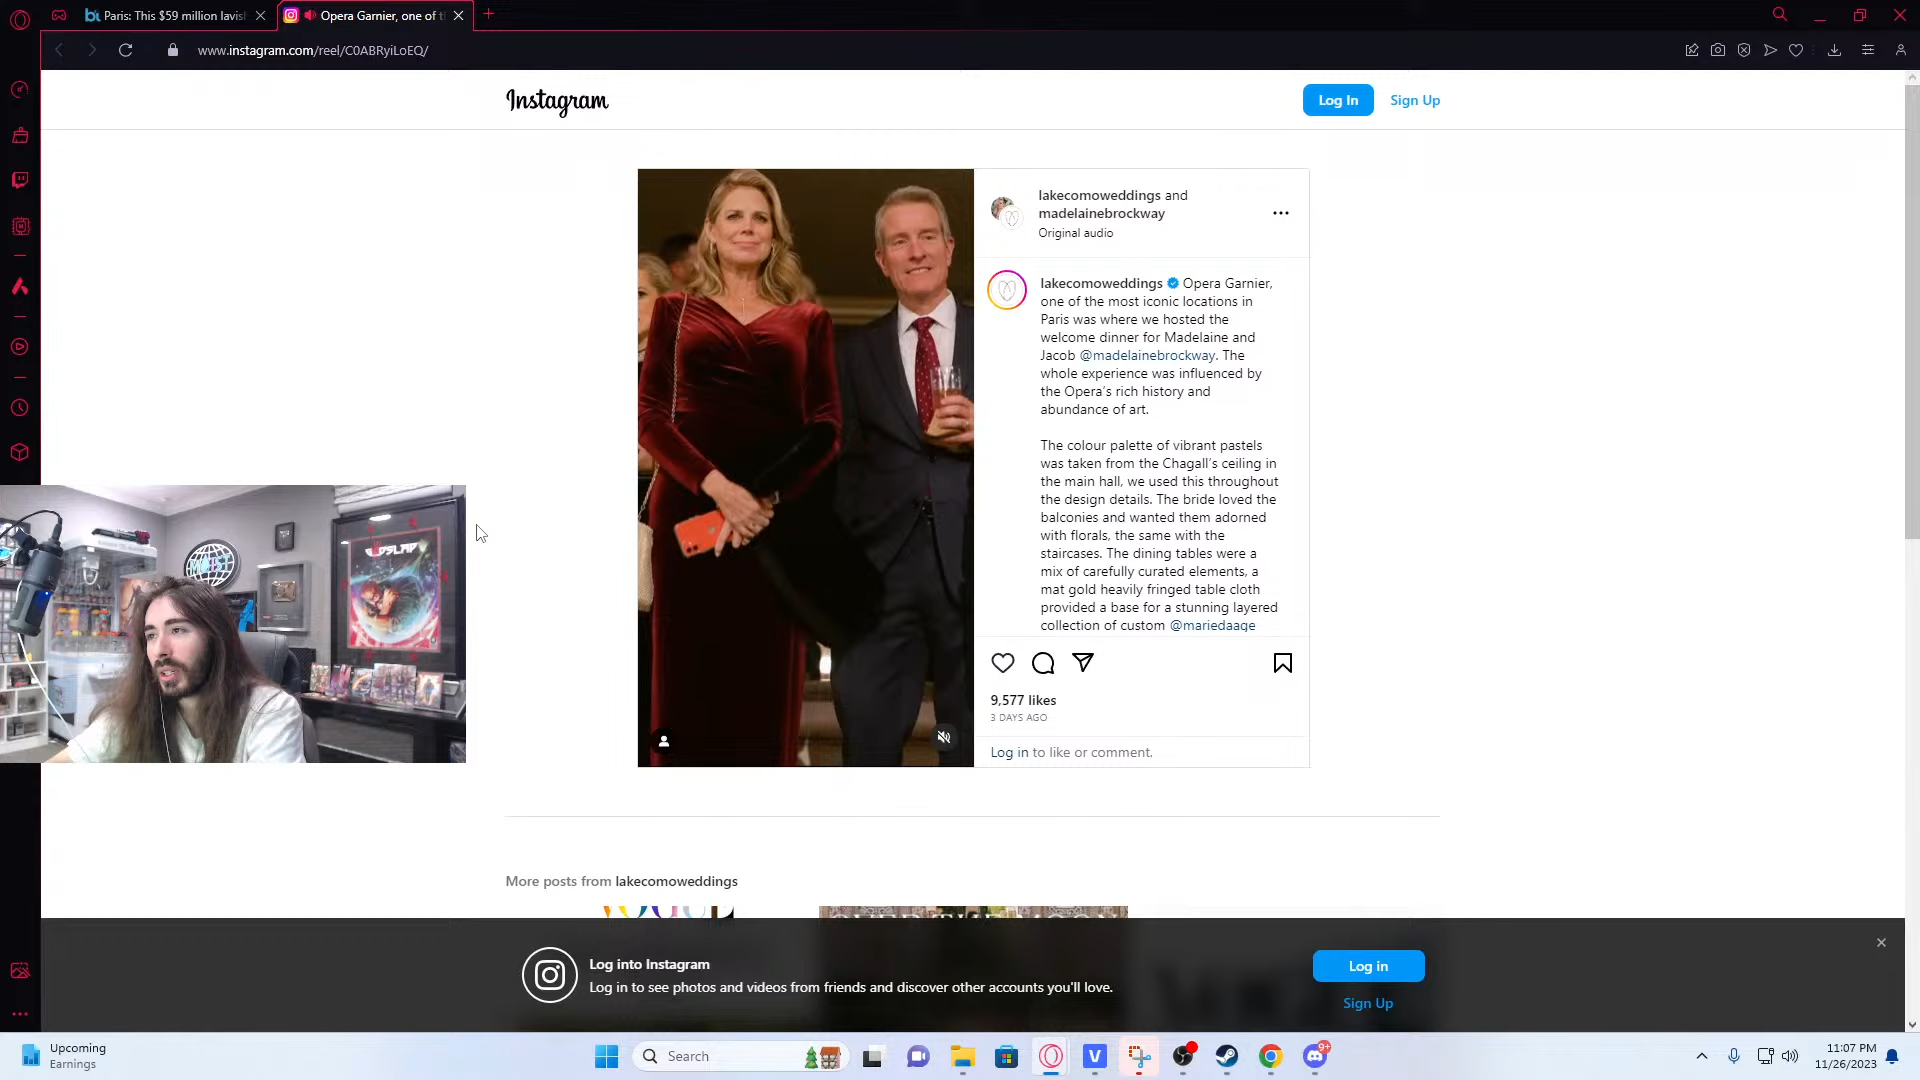 Paris: This $59 million lavish
Opera Garnier, one of t
www.instagram.com/reel/C0ABRyiLoEQ/
Instagram
Log In
Sign Up
lakecomoweddings and
madelainebrockway
Original audio
lakecomoweddings Opera Garnier,
one of the most iconic locations in
Paris was where we hosted the
welcome dinner for Madelaine and
Jacob @madelainebrockway. The
whole experience was influenced by
the Opera's rich history and
abundance of art.
The colour palette of vibrant pastels
was taken from the Chagall's ceiling in
the main hall, we used this throughout
the design details. The bride loved the
balconies and wanted them adorned
with florals, the same with the
staircases. The dining tables were a
mix of carefully curated elements, a
mat gold heavily fringed table cloth
provided a base for a stunning layered
collection of custom @mariedaage
9,577 likes
3 DAYS AGO
Log in to like or comment.
MOIST
More posts from lakecomoweddings
VOGUE
OVER THE MOON
Log into Instagram
Log in to see photos and videos from friends and discover other accounts you'll love.
Log in
Sign Up
Upcoming
Earnings
Search
V
9+
11:07 PM
11/26/2023